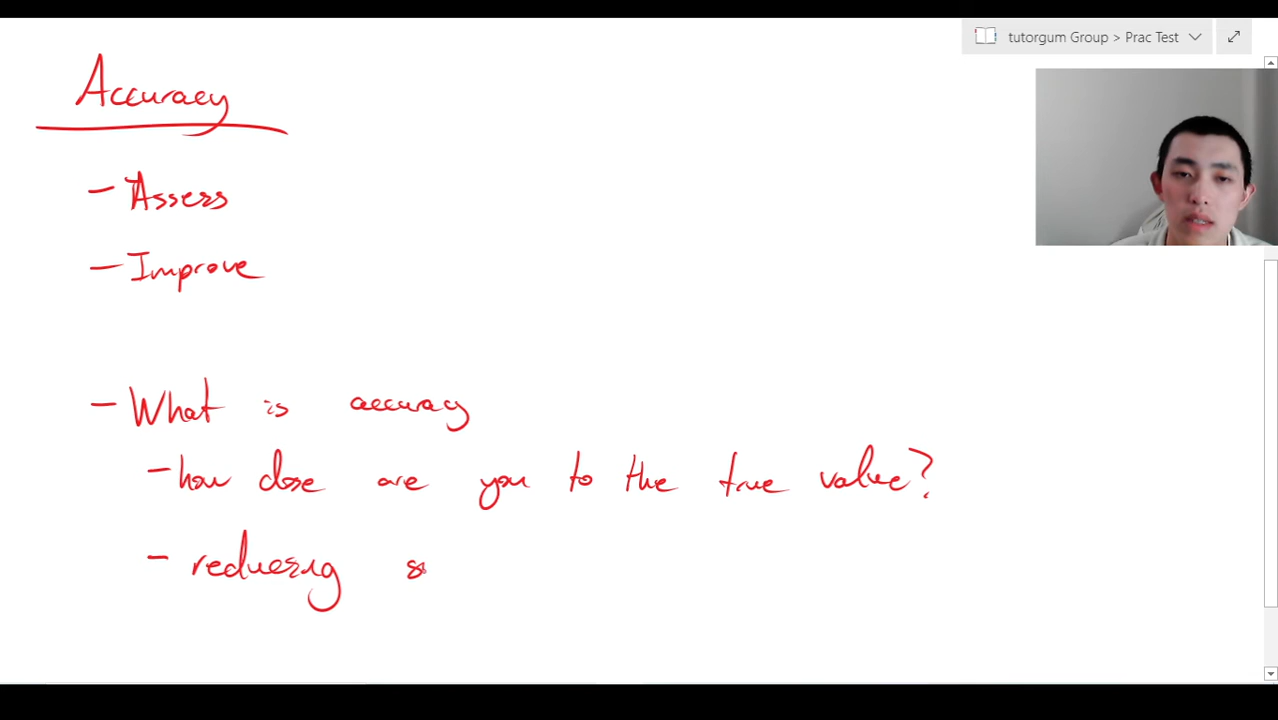 tutorgum Group > Prac Test
Accuracy
- Assess
- Improve
- What is accuracy
- how close are you to the true value?
- reducing s